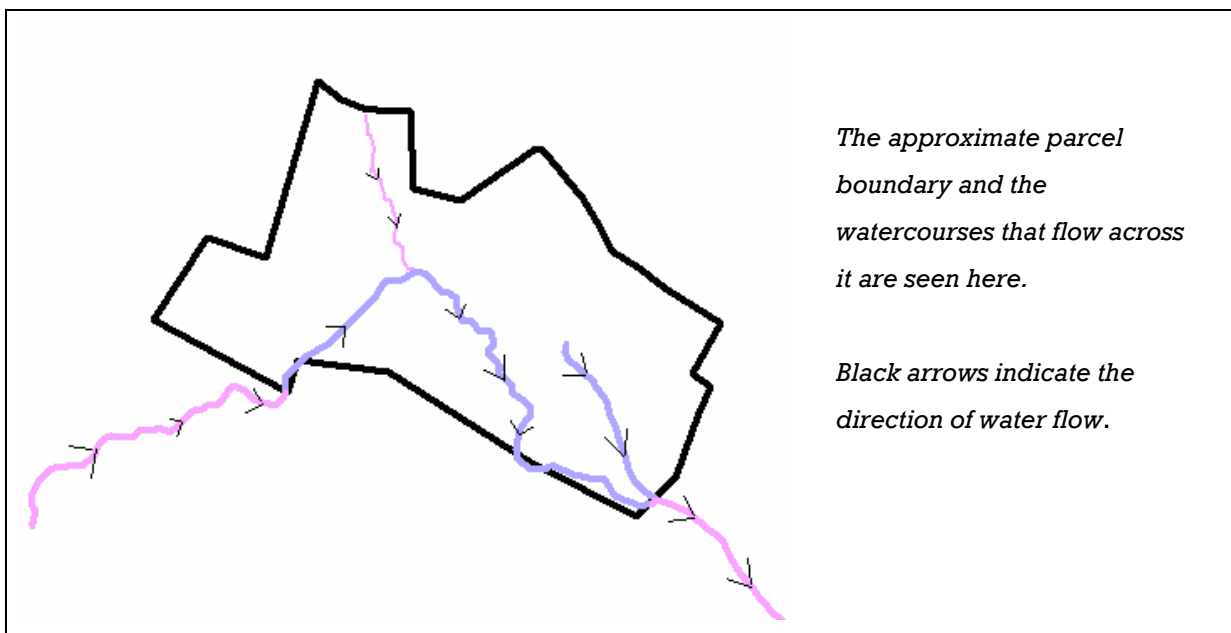 The approximate parcel
boundary and the
watercourses that flow across
it are seen here.
Black arrows indicate the
direction of water flow.